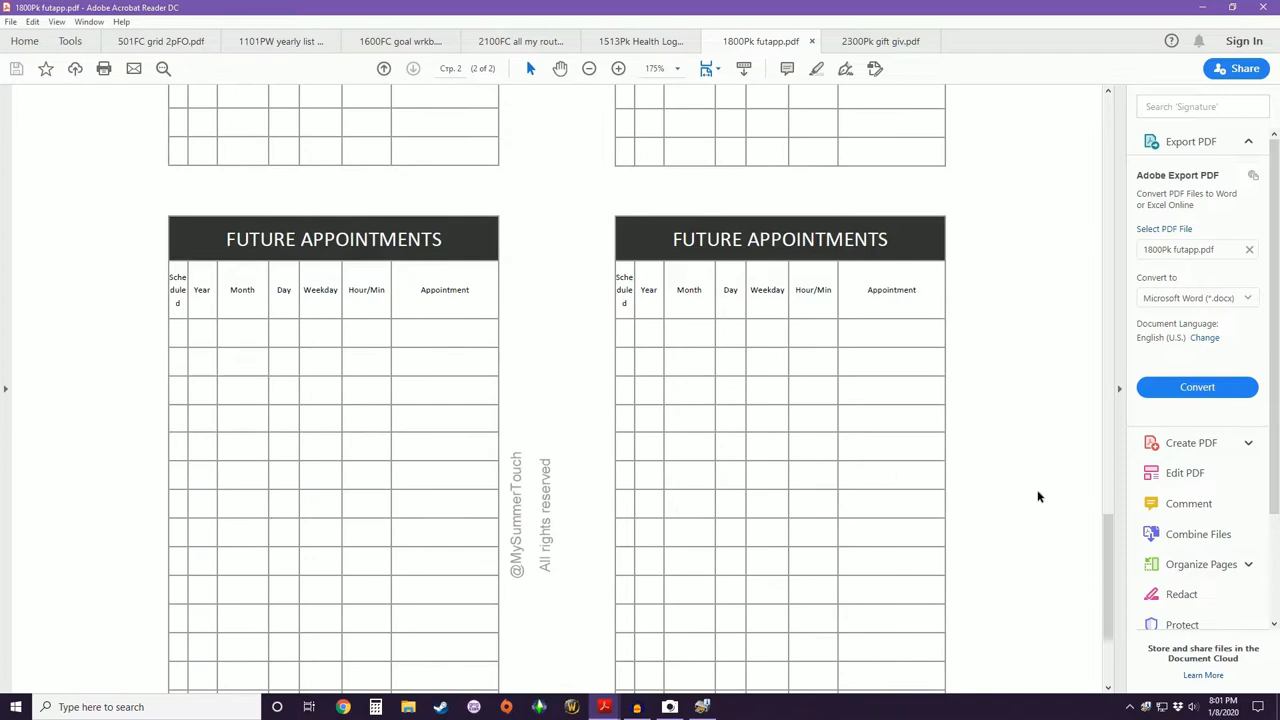 1800Pk futapp.pdf - Adobe Acrobat Reader DC
File Edit View Window Help
Home Tools 501FC grid 2pFO.pdf 1101PW yearly list ... 1600FC goal wrkb... 2100FC all my rout... 1513Pk Health Log... 1800Pk futapp.pdf 2300Pk gift giv.pdf Sign In
Стр. 2 (2 of 2) 175% Share
Search 'Signature'
Export PDF
Adobe Export PDF
Convert PDF Files to Word
or Excel Online
Select PDF File
1800Pk futapp.pdf
Convert to
Microsoft Word (*.docx)
Document Language:
English (U.S.) Change
Convert
Create PDF
Edit PDF
Comment
Combine Files
Organize Pages
Redact
Protect
Store and share files in the
Document Cloud
Learn More
FUTURE APPOINTMENTS
Sche
dule
d
Year Month Day Weekday Hour/Min Appointment
FUTURE APPOINTMENTS
Sche
dule
d
Year Month Day Weekday Hour/Min Appointment
@MySummerTouch
All rights reserved
Type here to search
8:01 PM
1/8/2020